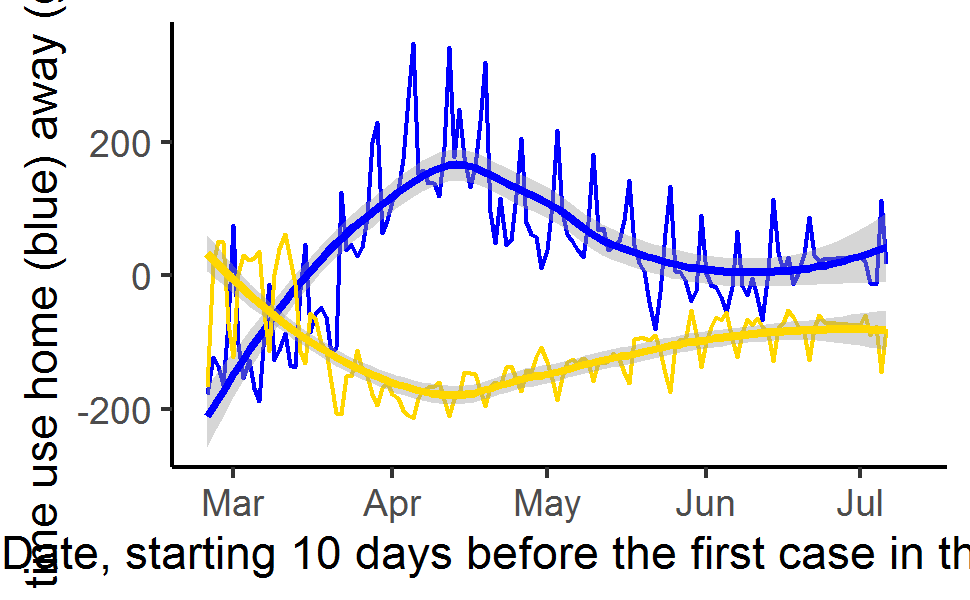 time use home (blue) away (
200
0
-200
Mar Apr May Jun Jul
Date, starting 10 days before the first case in th